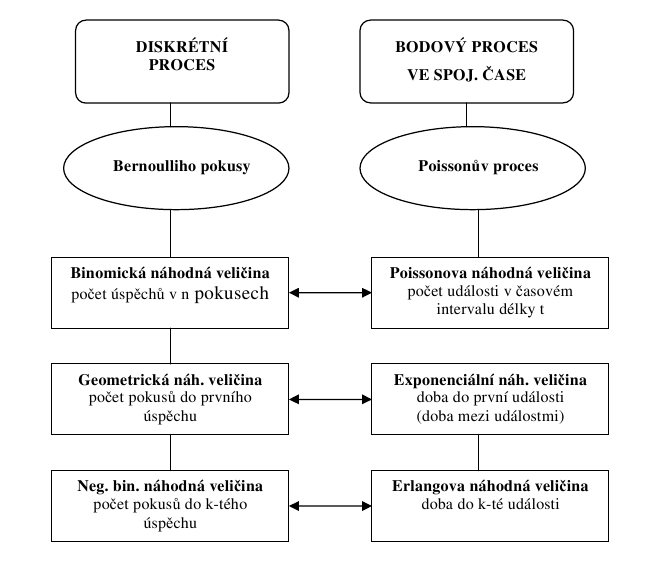 DISKRÉTNÍ
PROCES
BODOVÝ PROCES
VE SPOJ. ČASE
Bernoulliho pokusy
Poissonův proces
Binomická náhodná veličina
počet úspěchů v n pokusech
Poissonova náhodná veličina
počet události v časovém
intervalu délky t
Geometrická náh. veličina
počet pokusů do prvního
úspěchu
Exponenciální náh. veličina
doba do první události
(doba mezi událostmi)
Neg. bin. náhodná veličina
počet pokusů do k-tého
úspěchu
Erlangova náhodná veličina
doba do k-té události